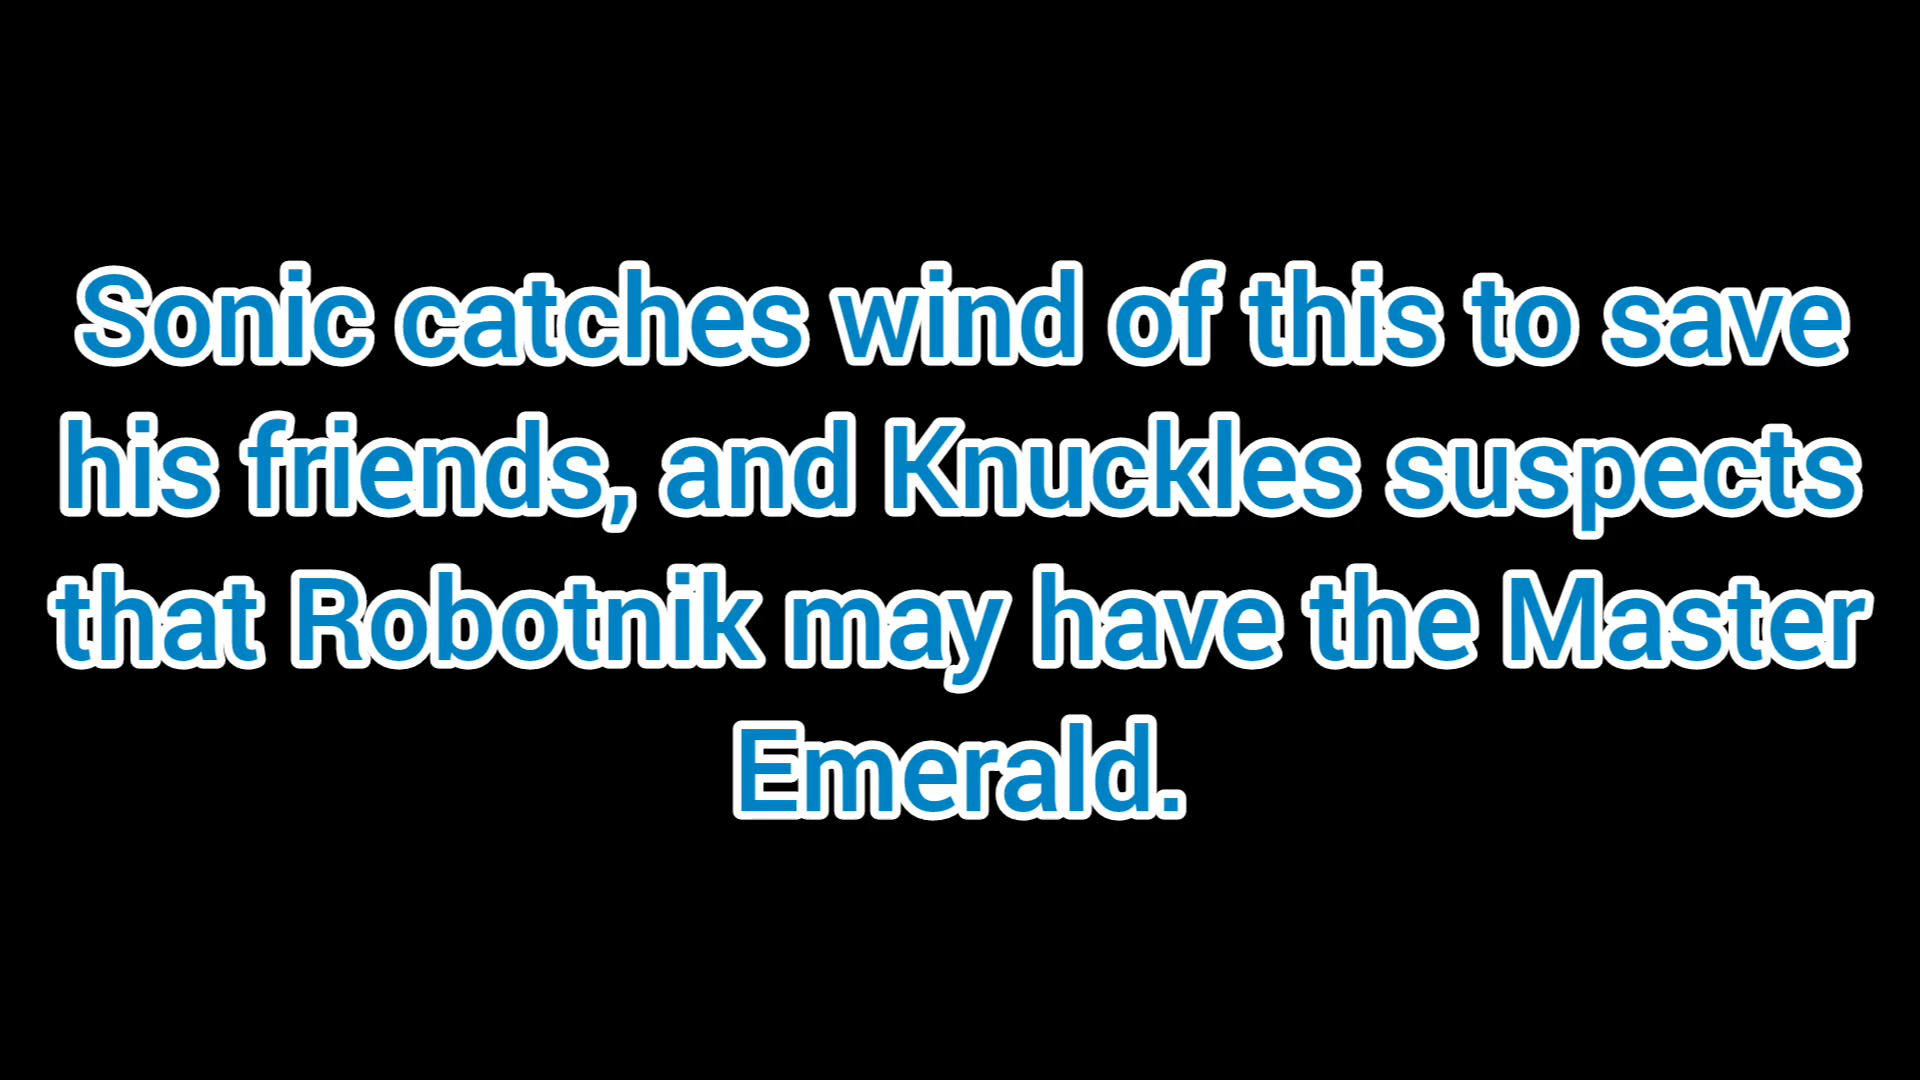 Sonic catches wind of this to save
his friends, and Knuckles suspects
that Robotnik may have the Master
Emerald.